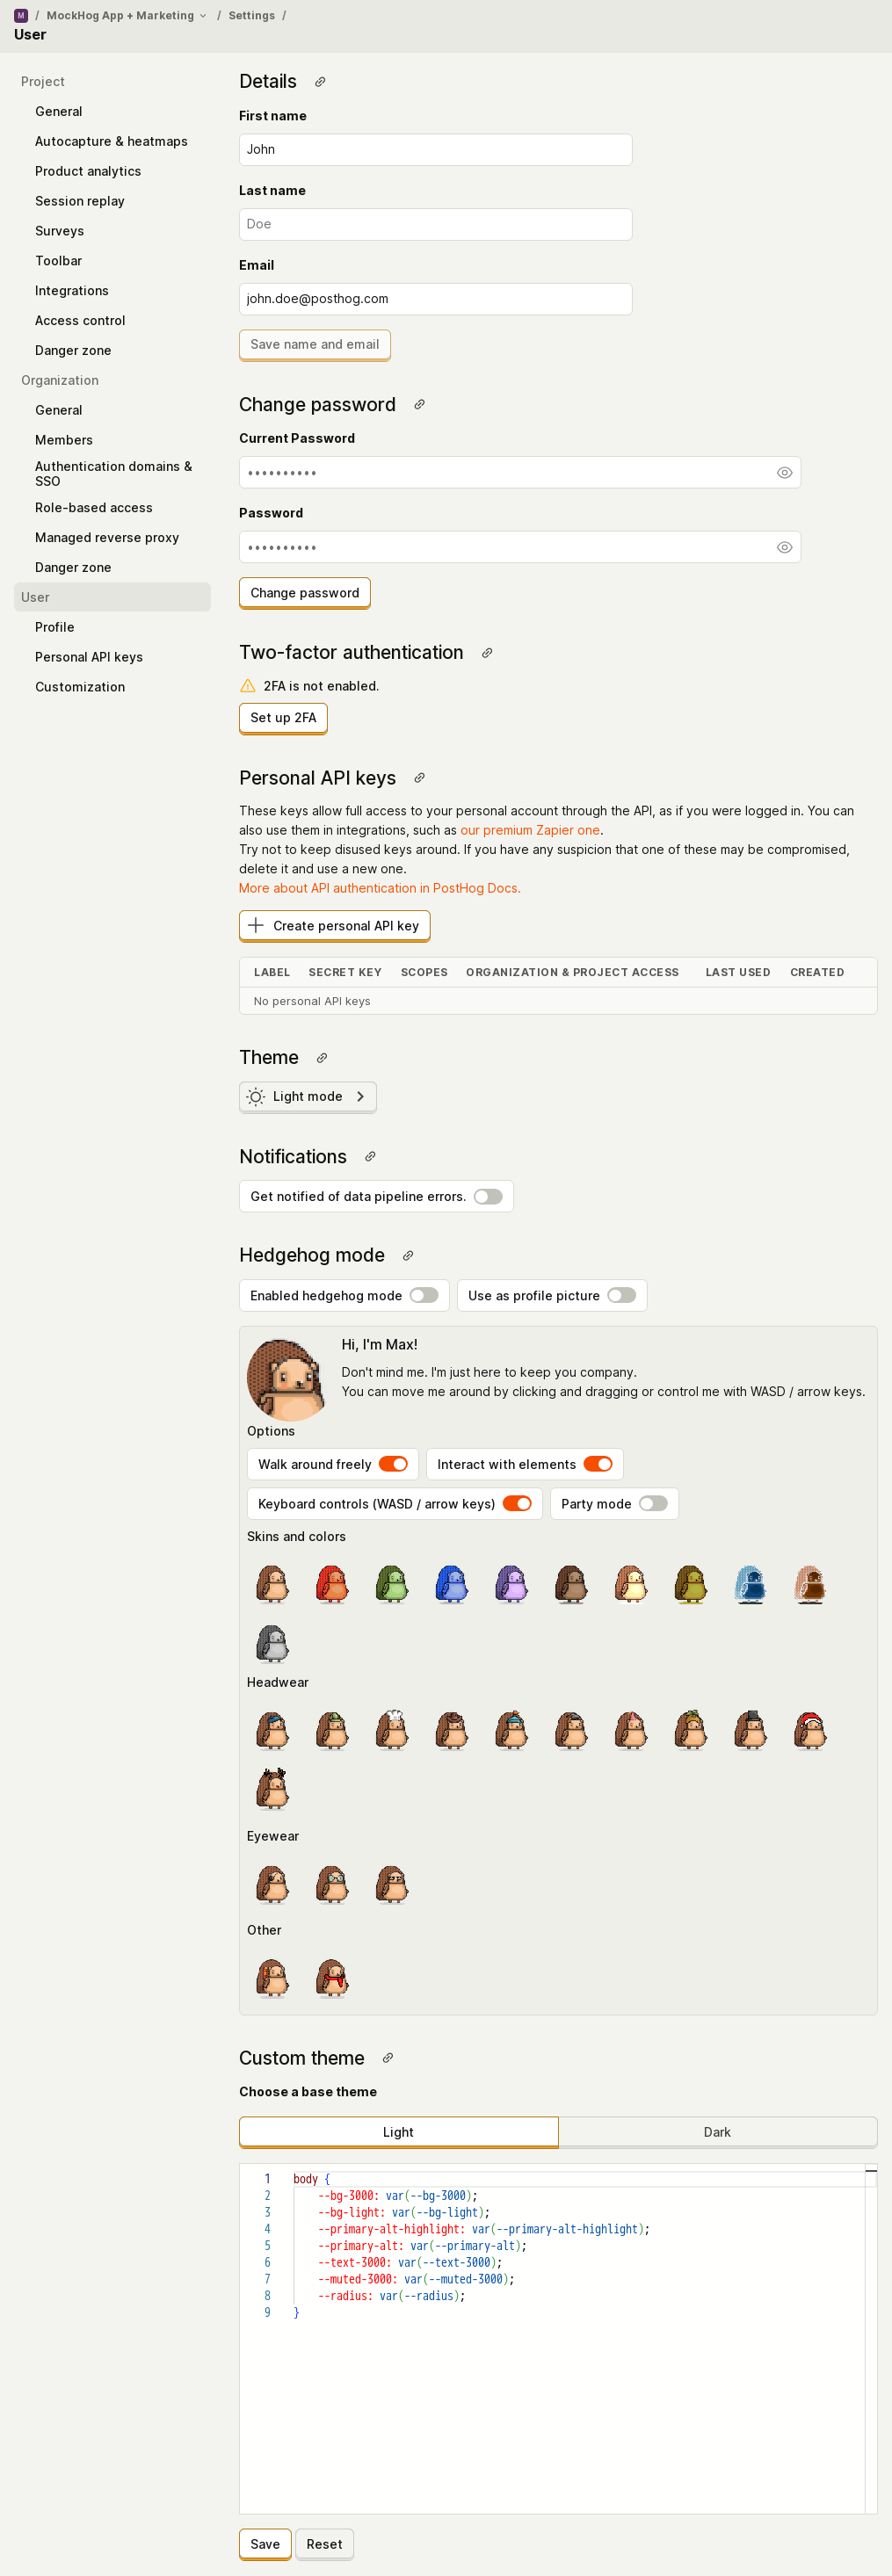 M / MockHog App + Marketing / Settings /
User
Project
General
Autocapture & heatmaps
Product analytics
Session replay
Surveys
Toolbar
Integrations
Access control
Danger zone
Organization
General
Members
Authentication domains &
SSO
Role-based access
Managed reverse proxy
Danger zone
User
Profile
Personal API keys
Customization
Details
First name
John
Last name
Doe
Email
john.doe@posthog.com
Save name and email
Change password
Current Password
••••••••••
Password
••••••••••
Change password
Two-factor authentication
2FA is not enabled.
Set up 2FA
Personal API keys
These keys allow full access to your personal account through the API, as if you were logged in. You can
also use them in integrations, such as our premium Zapier one.
Try not to keep disused keys around. If you have any suspicion that one of these may be compromised,
delete it and use a new one.
More about API authentication in PostHog Docs.
Create personal API key
LABEL SECRET KEY SCOPES ORGANIZATION & PROJECT ACCESS LAST USED CREATED
No personal API keys
Theme
Light mode
Notifications
Get notified of data pipeline errors.
Hedgehog mode
Enabled hedgehog mode Use as profile picture
Hi, I'm Max!
Don't mind me. I'm just here to keep you company.
You can move me around by clicking and dragging or control me with WASD / arrow keys.
Options
Walk around freely Interact with elements
Keyboard controls (WASD / arrow keys) Party mode
Skins and colors
Headwear
Eyewear
Other
Custom theme
Choose a base theme
Light Dark
1 body {
2 --bg-3000: var(--bg-3000);
3 --bg-light: var(--bg-light);
4 --primary-alt-highlight: var(--primary-alt-highlight);
5 --primary-alt: var(--primary-alt);
6 --text-3000: var(--text-3000);
7 --muted-3000: var(--muted-3000);
8 --radius: var(--radius);
9 }
Save Reset